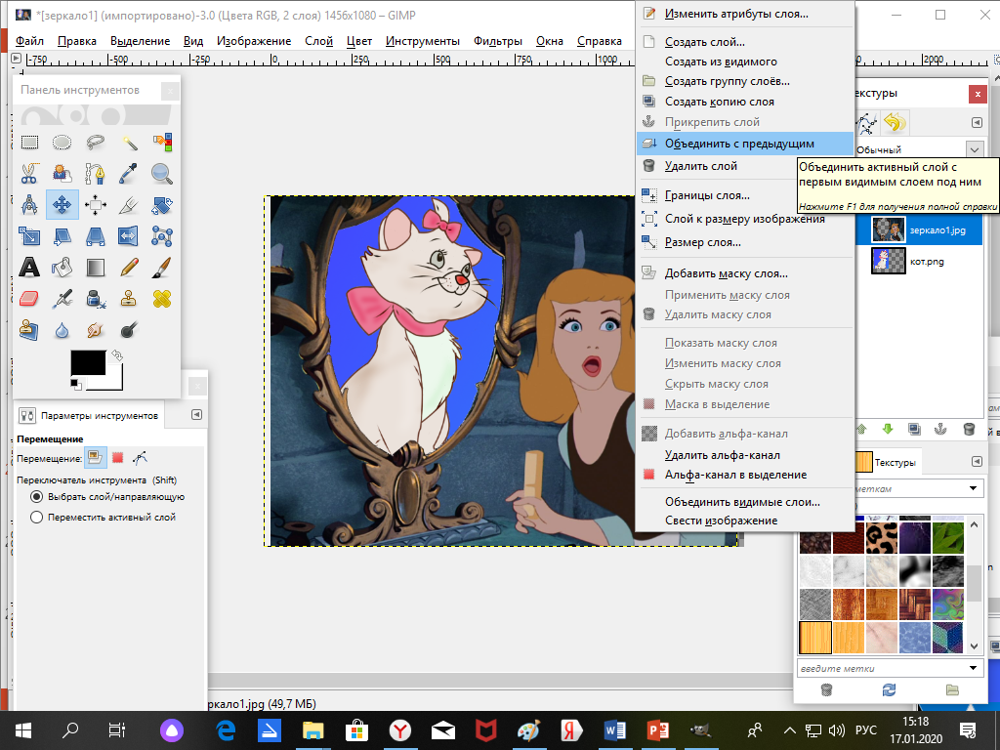 *[зеркало1] (импортировано)-3.0 (Цвета RGB, 2 слоя) 1456x1080 – GIMP
Файл Правка Выделение Вид Изображение Слой Цвет Инструменты Фильтры Окна Справка
-750 -500 -250 0 250 500 750 1000 2000
Панель инструментов
Параметры инструментов
Перемещение
Перемещение:
Переключатель инструмента (Shift)
Выбрать слой/направляющую
Переместить активный слой
Изменить атрибуты слоя...
Создать слой...
Создать из видимого
Создать группу слоёв...
Создать копию слоя
Прикрепить слой
Объединить с предыдущим
Удалить слой
Границы слоя...
Слой к размеру изображения
Размер слоя...
Добавить маску слоя...
Применить маску слоя
Удалить маску слоя
Показать маску слоя
Изменить маску слоя
Скрыть маску слоя
Маска в выделение
Добавить альфа-канал
Удалить альфа-канал
Альфа-канал в выделение
Объединить видимые слои...
Свести изображение
екстуры
Обычный
Объединить активный слой с
первым видимым слоем под ним
Нажмите F1 для получения полной справки
зеркало1.jpg
кот.png
Текстуры
меткам
введите метки
ркало1.jpg (49,7 МБ)
РУС
15:18
17.01.2020